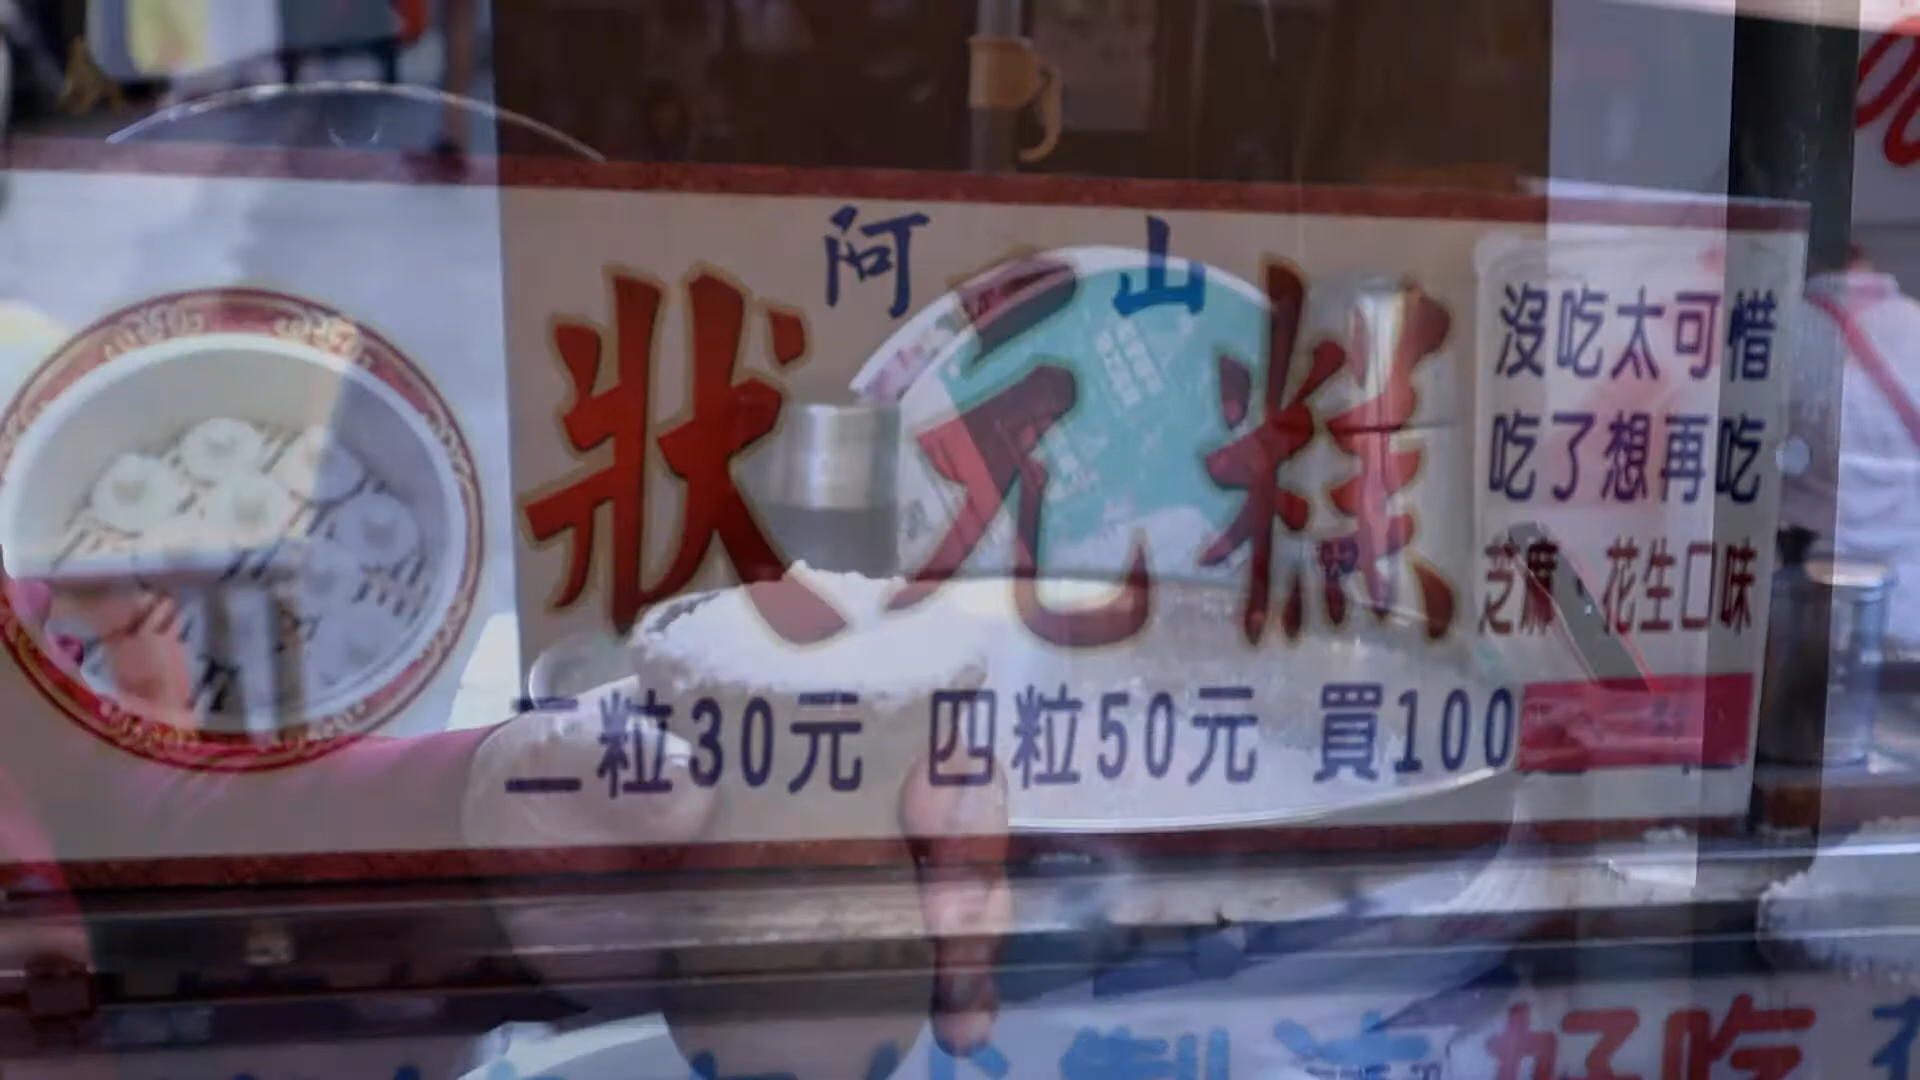 阿山
狀元糕
沒吃太可惜
吃了想再吃
芝麻·花生口味
二粒30元 四粒50元 買100
好吃